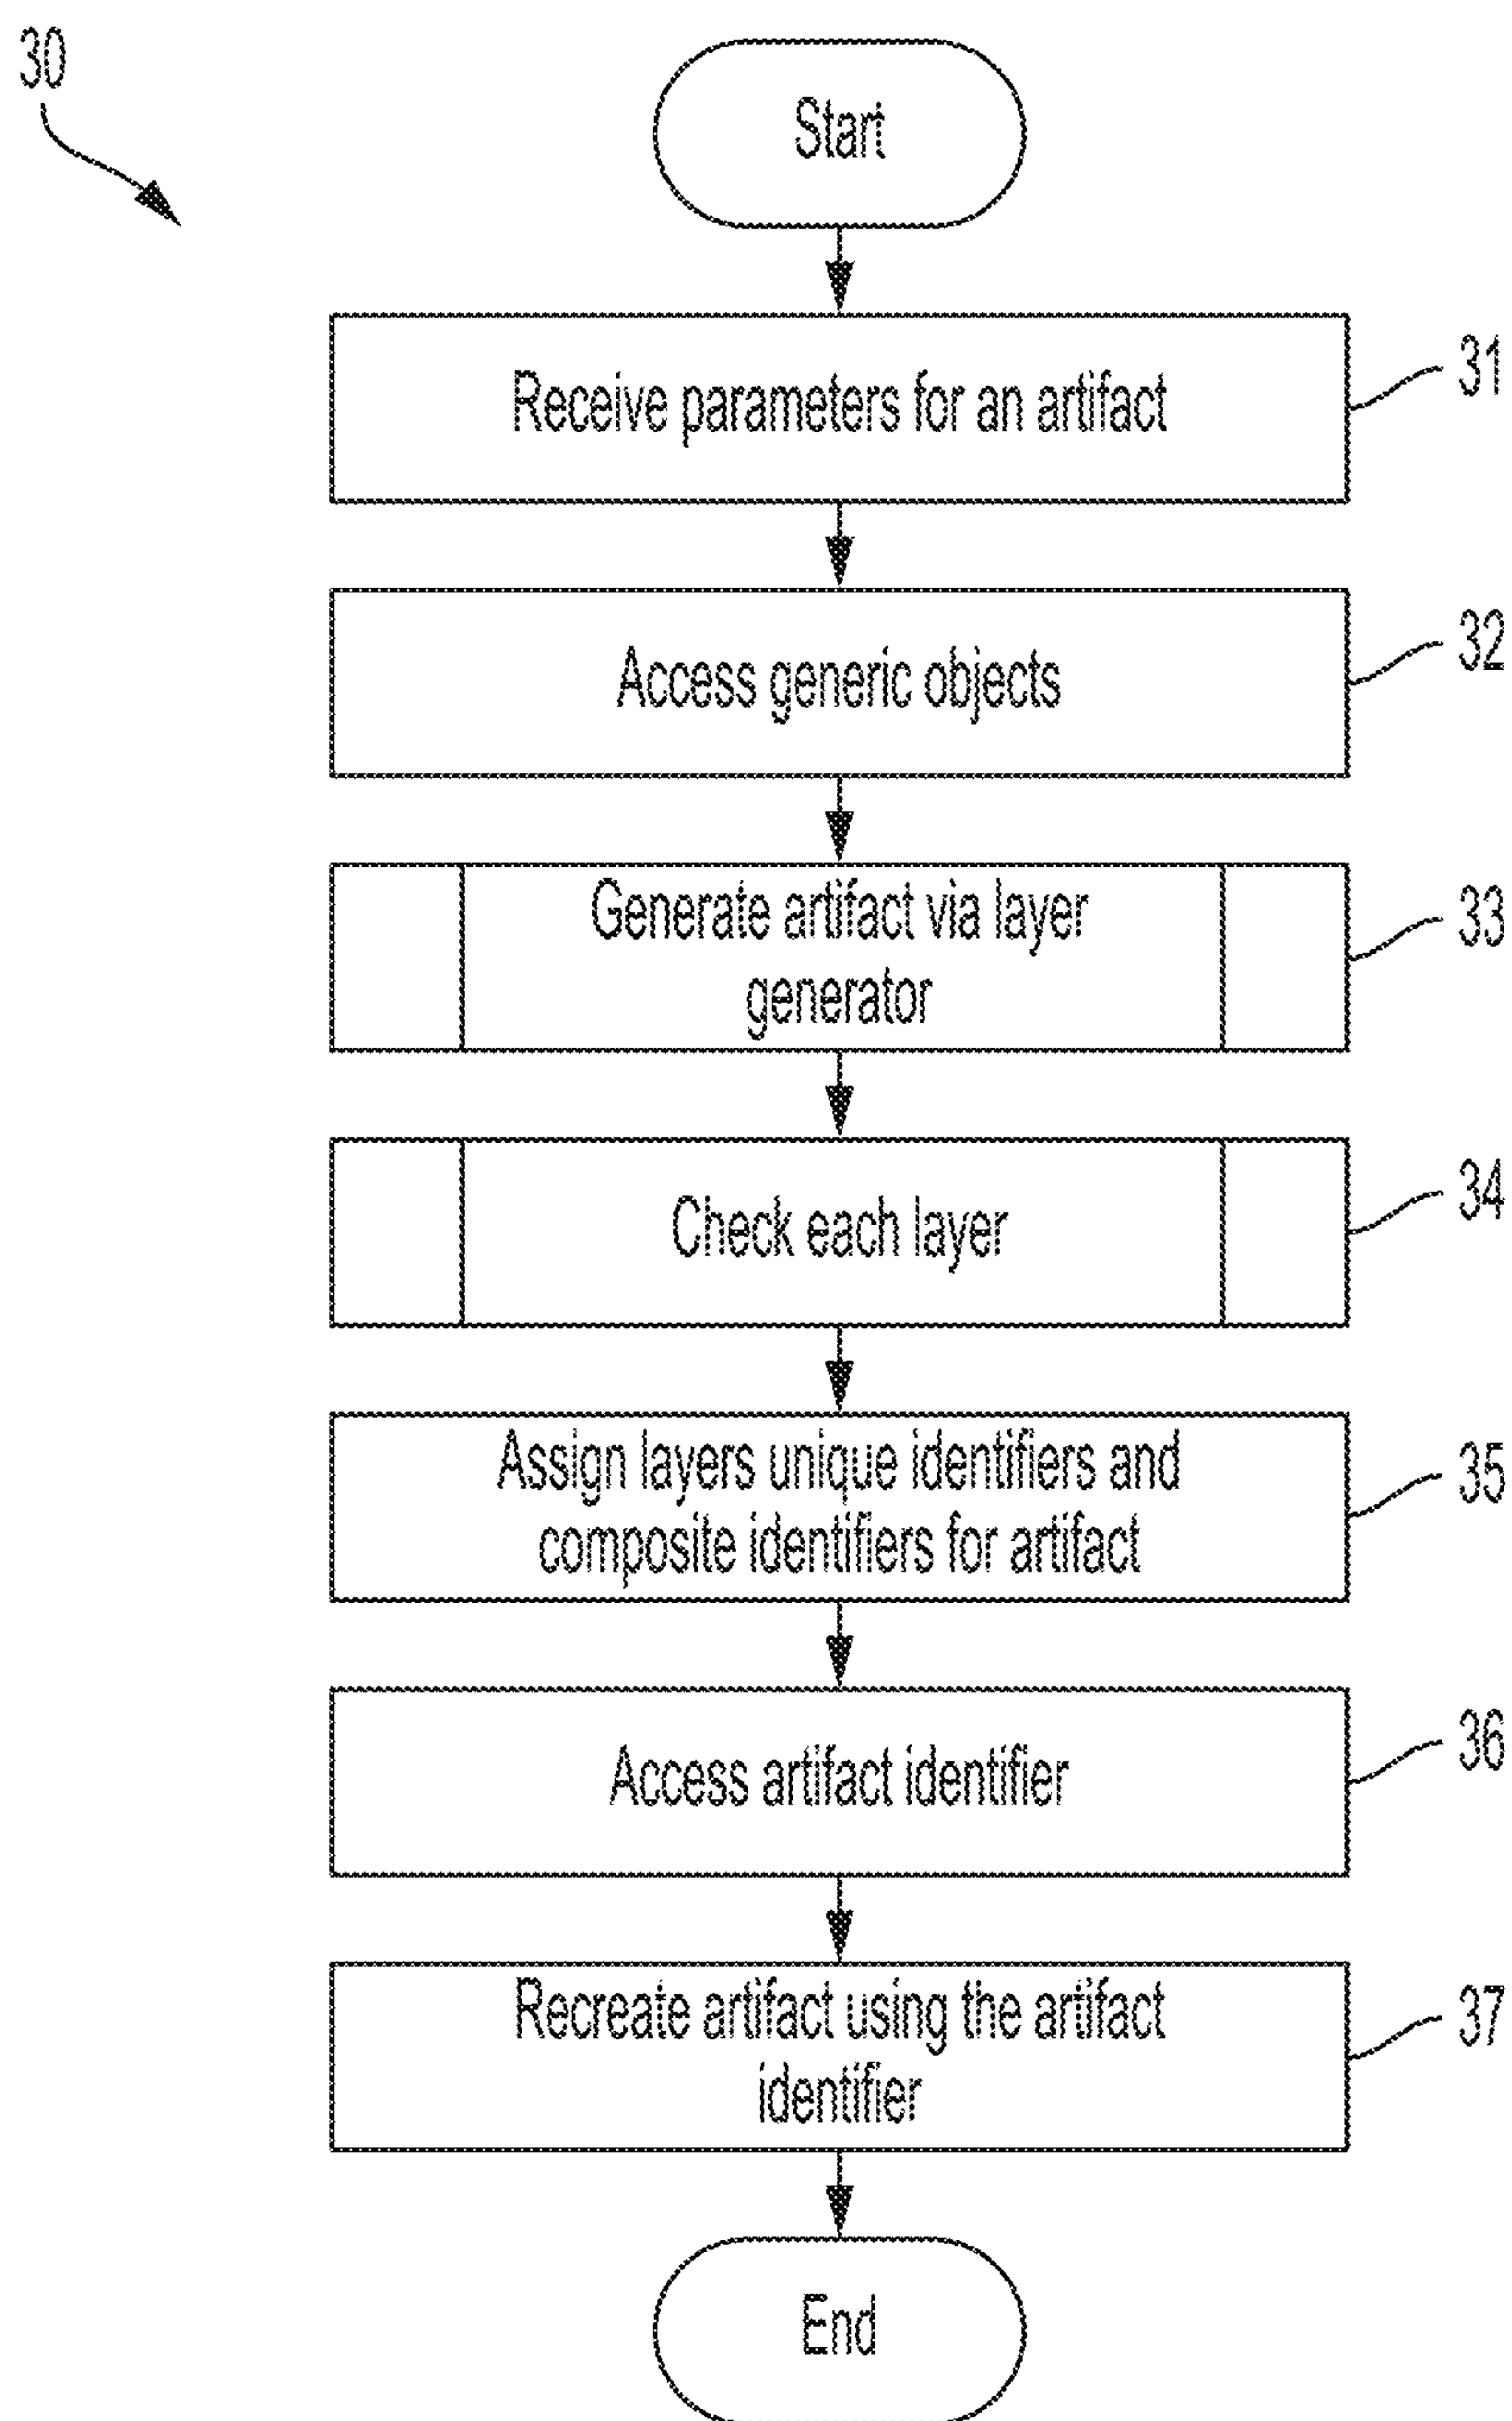 30
Start
Receive parameters for an artifact
31
Access generic objects
32
Generate artifact via layer
generator
33
Check each layer
34
Assign layers unique identifiers and
composite identifiers for artifact
35
Access artifact identifier
36
Recreate artifact using the artifact
identifier
37
End